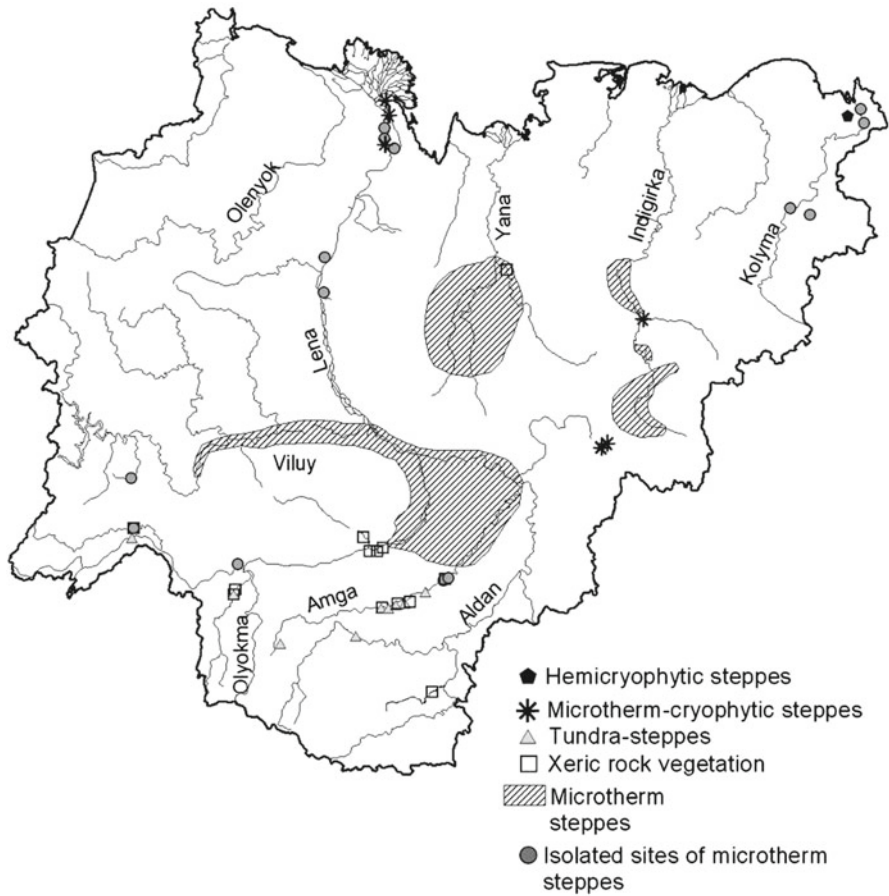 Olenyok
Yana
Indigirka
Kolyma
Lena
Viluy
Amga
Aldan
Olyokma
Hemicryophytic steppes
Microtherm-cryophytic steppes
Tundra-steppes
Xeric rock vegetation
Microtherm
steppes
Isolated sites of microtherm
steppes